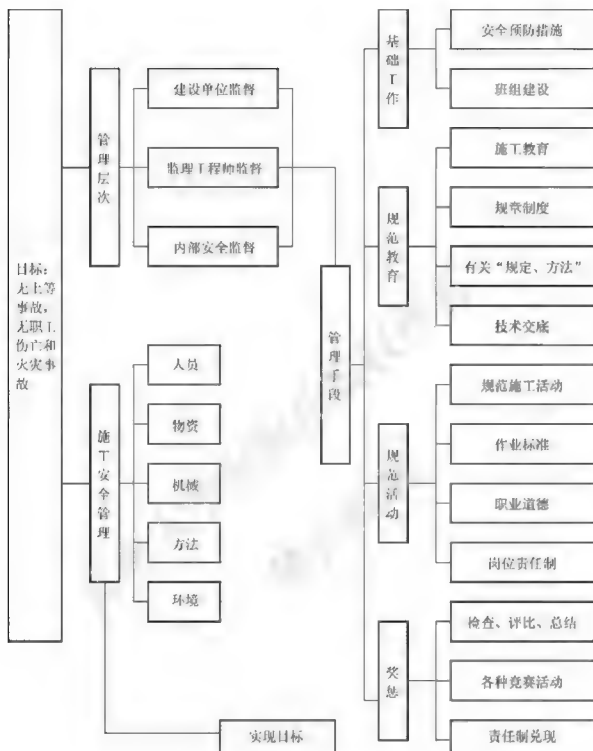 目标：
无上等
事故，
无职工
伤亡和
火灾事
故
管理层次
建设单位监督
监理工程师监督
内部安全监督
施工安全管理
人员
物资
机械
方法
环境
实现目标
管理手段
基础工作
安全预防措施
班组建设
规范教育
施工教育
规章制度
有关“规定、方法”
技术交底
规范活动
规范施工活动
作业标准
职业道德
岗位责任制
奖惩
检查、评比、总结
各种竞赛活动
责任制兑现